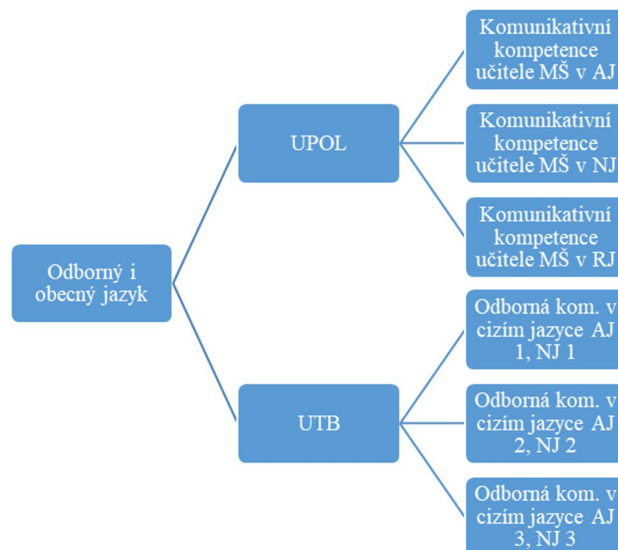 Odborný i
obecný jazyk
UPOL
Komunikativní
kompetence
učitele MŠ v AJ
Komunikativní
kompetence
učitele MŠ v NJ
Komunikativní
kompetence
učitele MŠ v RJ
UTB
Odborná kom. v
cizím jazyce AJ
1, NJ 1
Odborná kom. v
cizím jazyce AJ
2, NJ 2
Odborná kom. v
cizím jazyce AJ
3, NJ 3